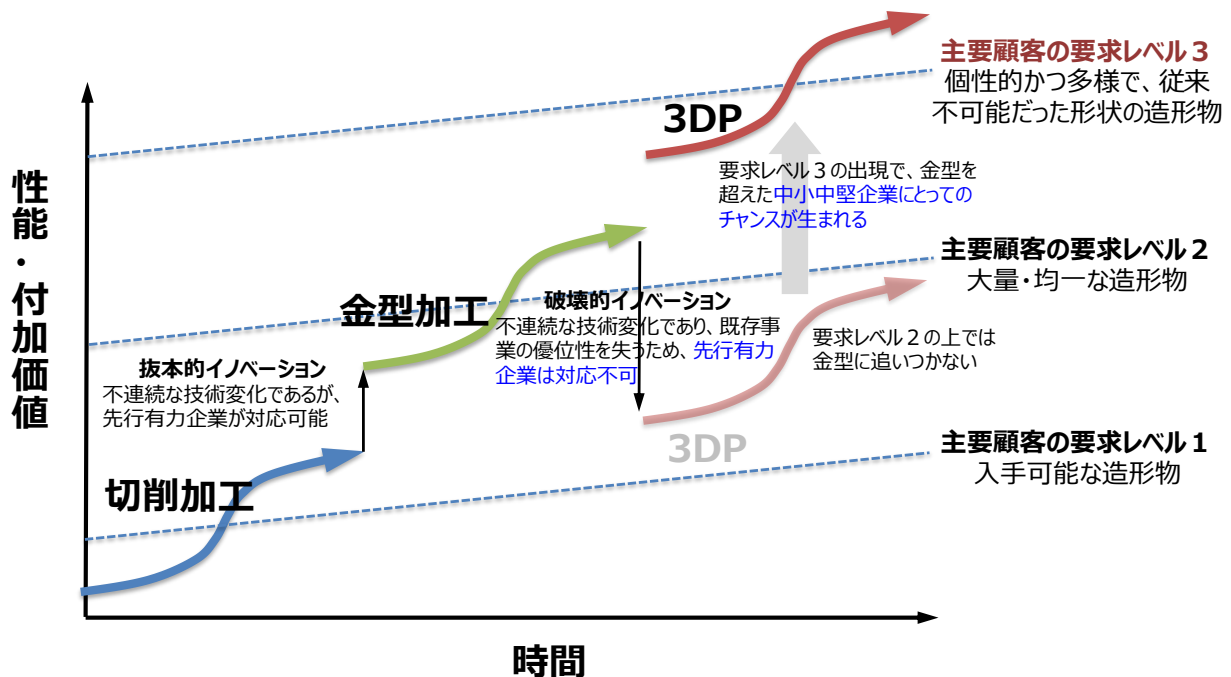 主要顧客の要求レベル３
個性的かつ多様で、従来
不可能だった形状の造形物
3DP
要求レベル３の出現で、金型を
超えた中小中堅企業にとっての
チャンスが生まれる
性能・付加価値
主要顧客の要求レベル２
大量・均一な造形物
金型加工
破壊的イノベーション
不連続な技術変化であり、既存事
業の優位性を失うため、先行有力
企業は対応不可
要求レベル２の上では
金型に追いつかない
抜本的イノベーション
不連続な技術変化であるが、
先行有力企業が対応可能
3DP
主要顧客の要求レベル１
入手可能な造形物
切削加工
時間